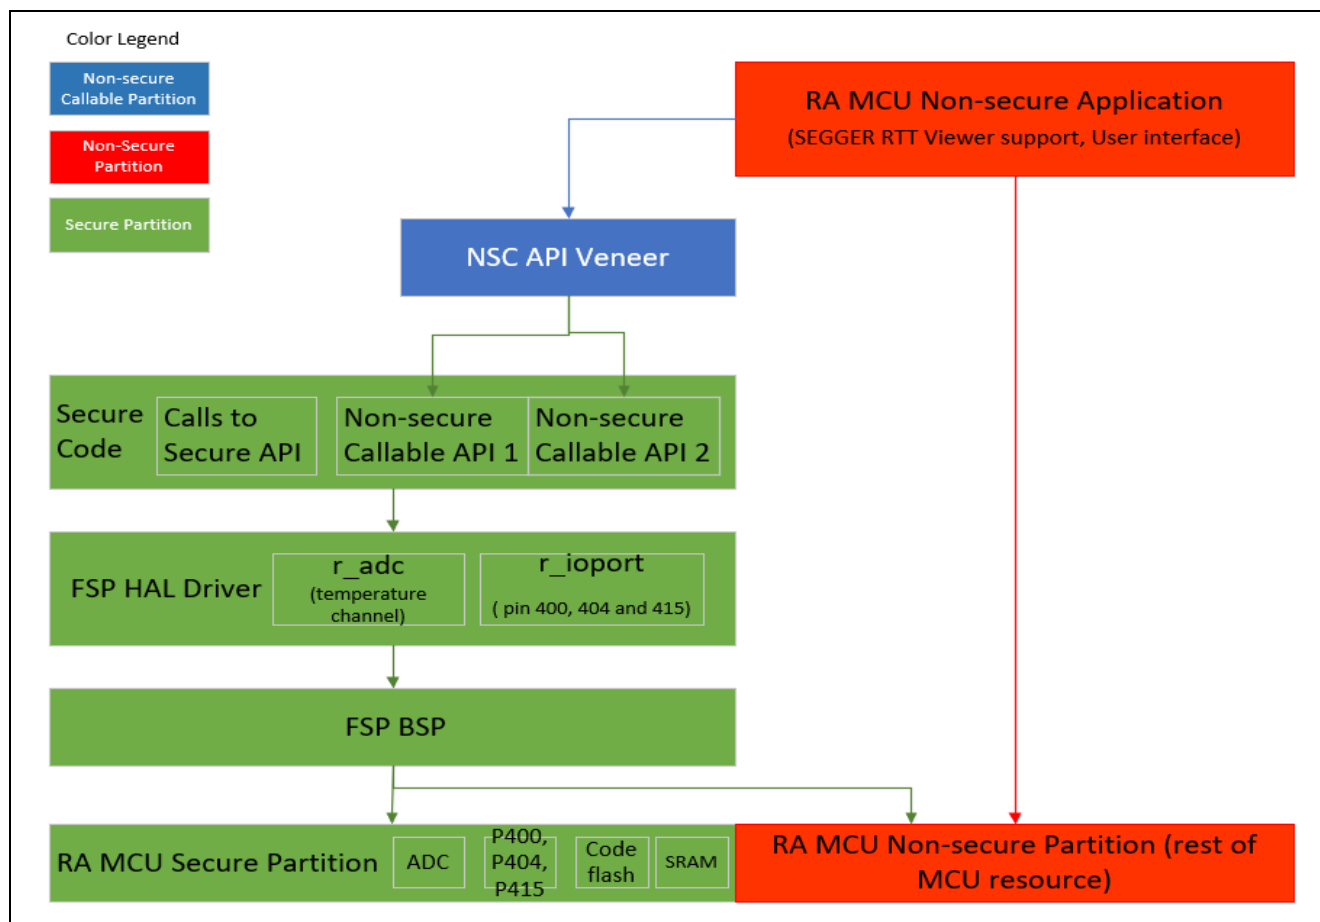 Color Legend
Non-secure
Callable Partition
Non-Secure
Partition
Secure Partition
RA MCU Non-secure Application
(SEGGER RTT Viewer support, User interface)
NSC API Veneer
Secure
Code
Calls to
Secure API
Non-secure
Callable API 1
Non-secure
Callable API 2
FSP HAL Driver
r_adc
(temperature
channel)
r_ioport
( pin 400, 404 and 415)
FSP BSP
RA MCU Secure Partition
ADC
P400,
P404,
P415
Code
flash
SRAM
RA MCU Non-secure Partition (rest of
MCU resource)